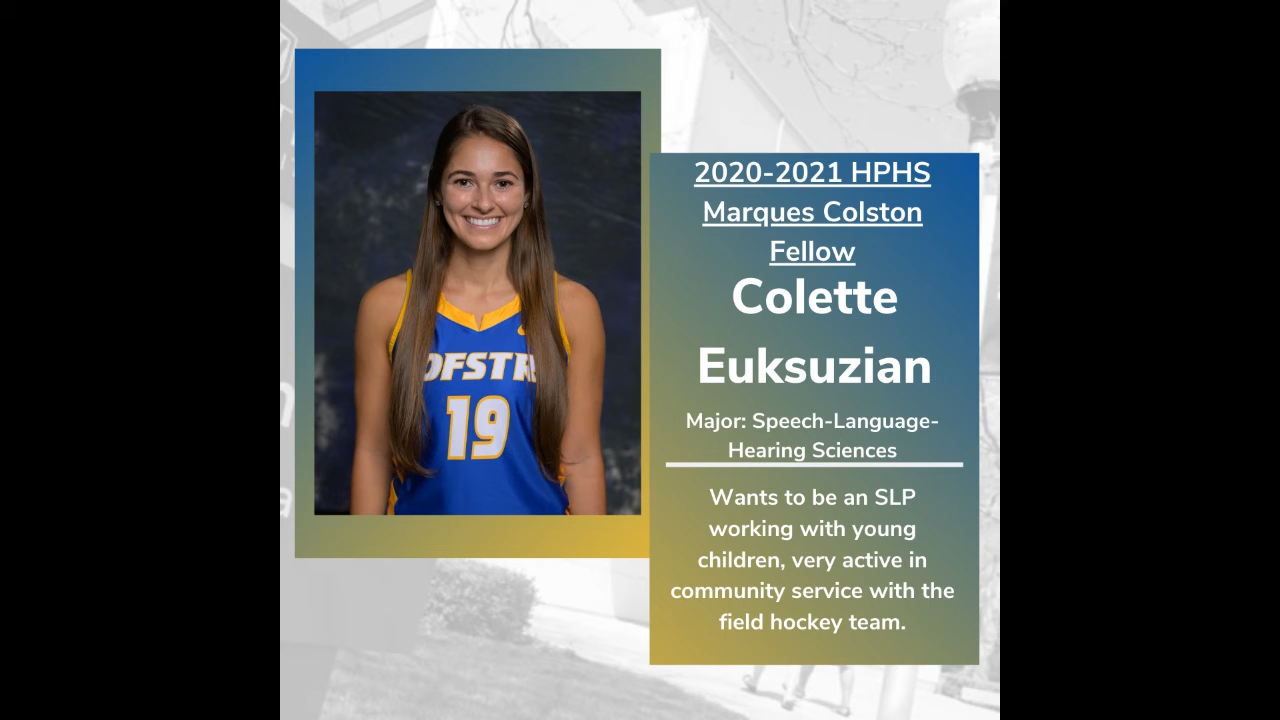 OFSTR
19
2020-2021 HPHS
Marques Colston
Fellow
Colette
Euksuzian
Major: Speech-Language-
Hearing Sciences
Wants to be an SLP
working with young
children, very active in
community service with the
field hockey team.